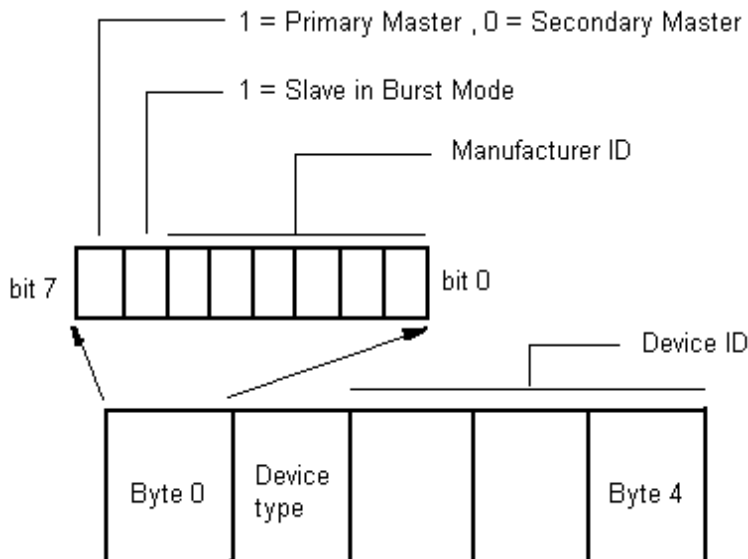 1 = Primary Master , 0 = Secondary Master
1 = Slave in Burst Mode
Manufacturer ID
bit 7
bit 0
Device ID
Byte 0
Device
type
Byte 4